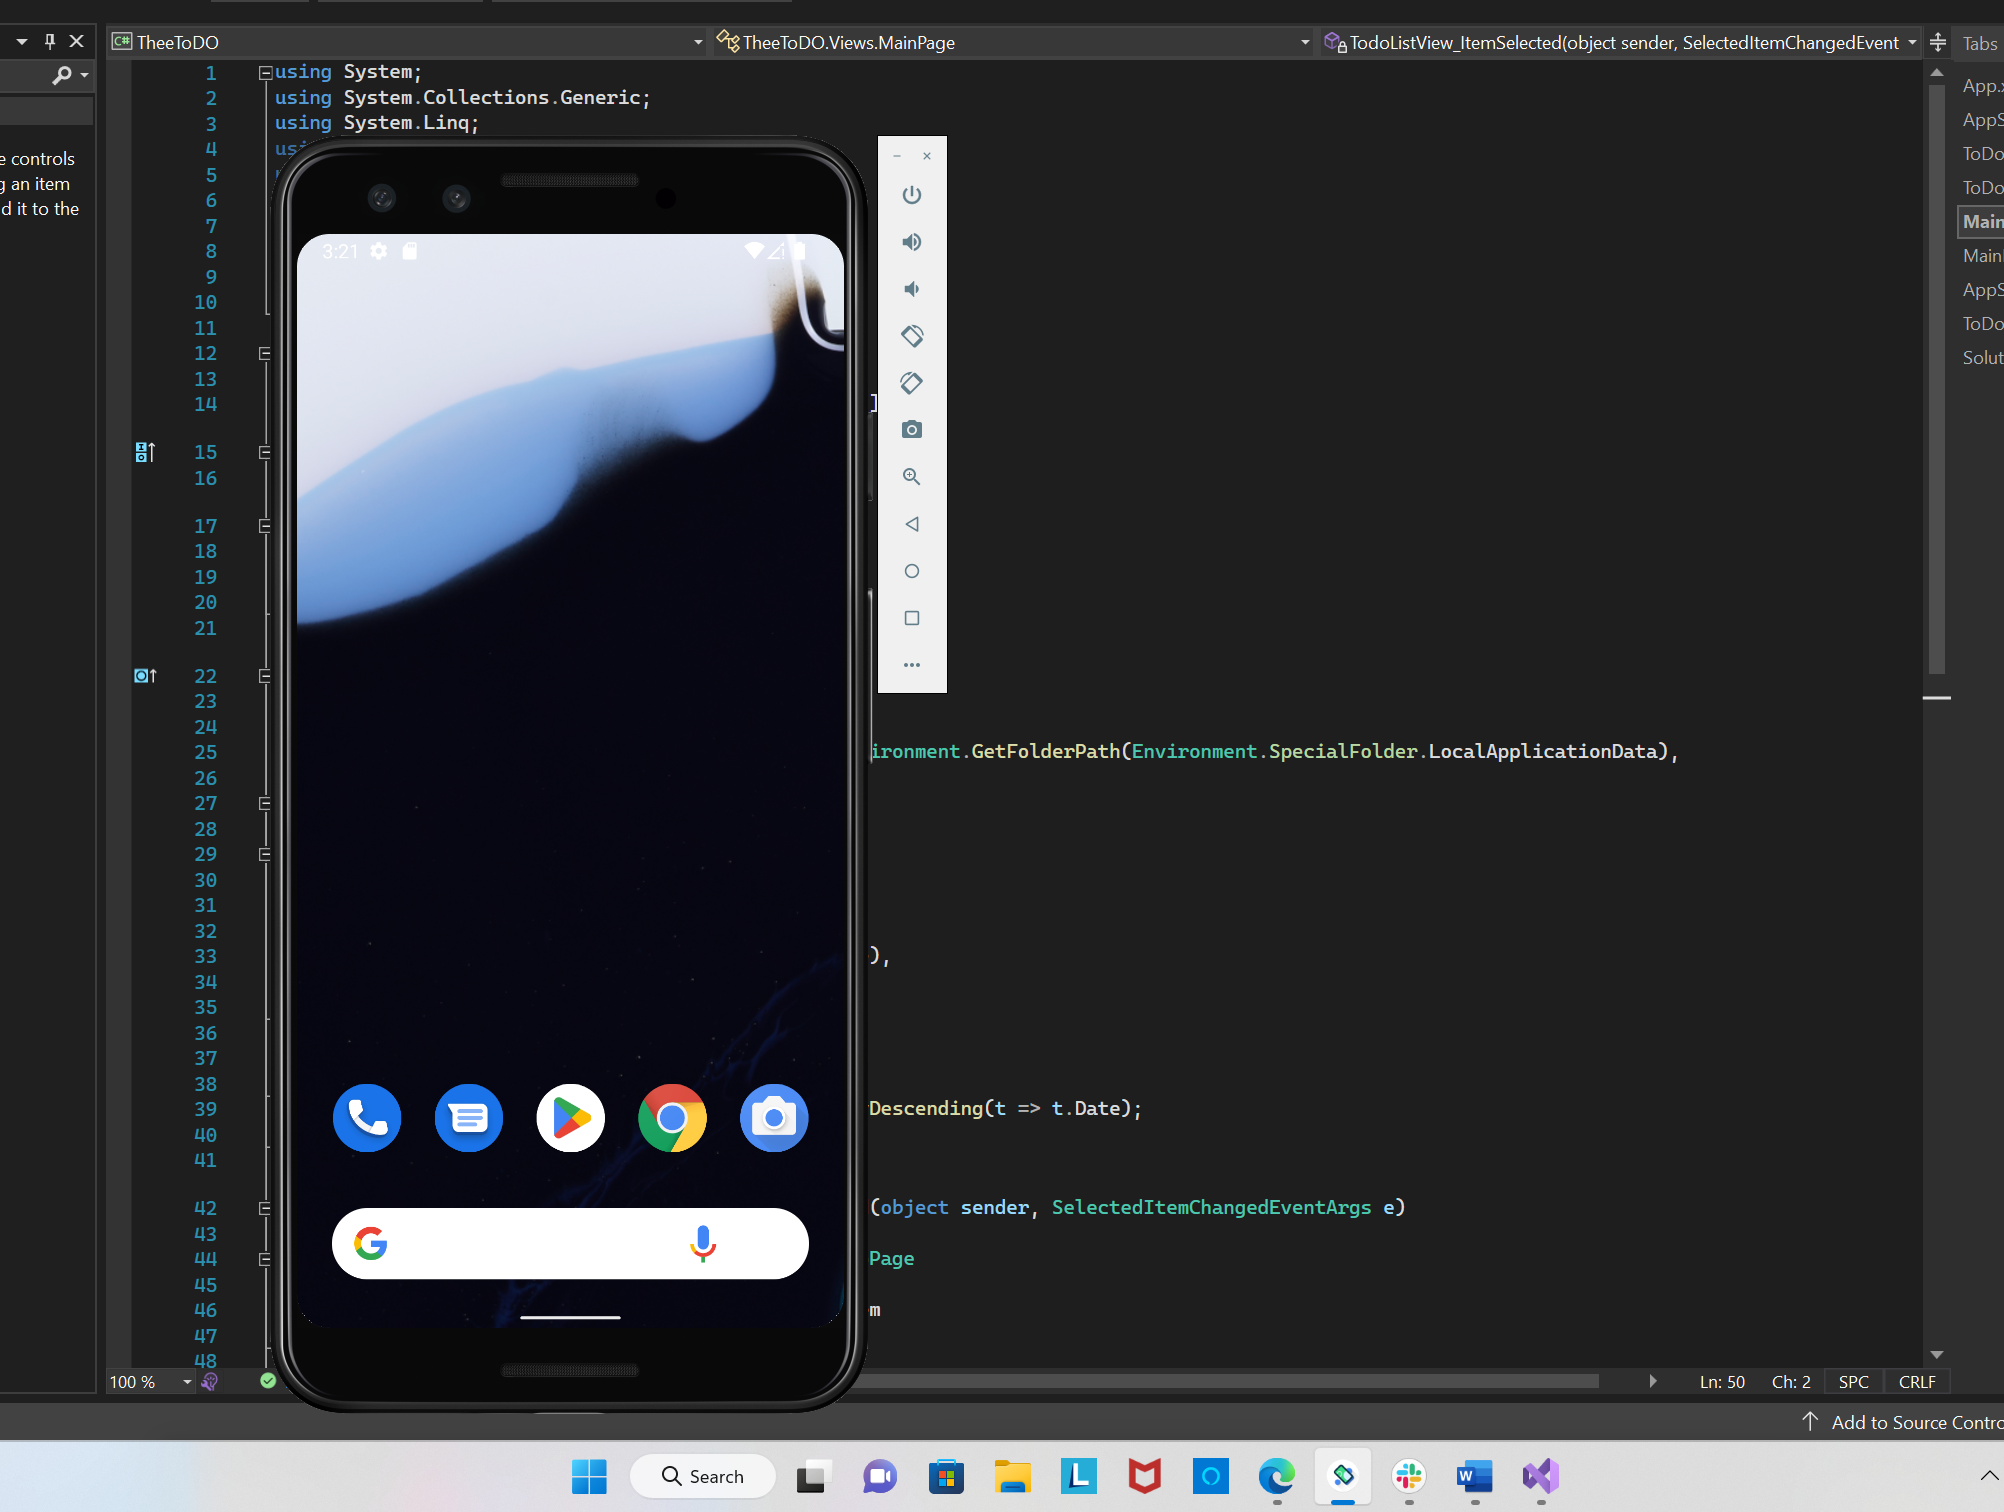 TheeToDO
TheeToDO.Views.MainPage
TodoListView_ItemSelected(object sender, SelectedItemChangedEvent
Tabs
e controls
g an item
d it to the
1 using System;
2 using System.Collections.Generic;
3 using System.Linq;
4
5
6
7
8
9
10
11
12
13
14 ]
15
16
17
18
19
20
21
22
23
24
25 ironment.GetFolderPath(Environment.SpecialFolder.LocalApplicationData),
26
27
28
29
30
31
32
33 ),
34
35
36
37
38
39 Descending(t => t.Date);
40
41
42 (object sender, SelectedItemChangedEventArgs e)
43
44 Page
45
46 m
47
48
3:21
App.x
AppS
ToDo
ToDo
Main
MainI
AppS
ToDo
Solut
100 %
Ln: 50 Ch: 2 SPC CRLF
Add to Source Contro
Search